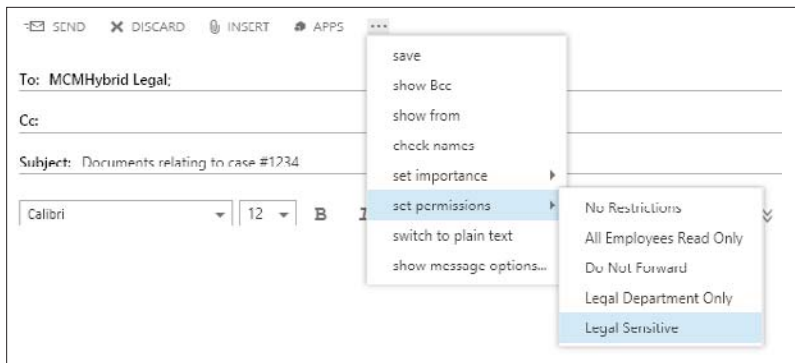 SEND DISCARD INSERT APPS ...
To: MCMHybrid Legal;
Cc:
Subject: Documents relating to case #1234
Calibri 12 B I
save
show Bcc
show from
check names
set importance
set permissions
switch to plain text
show message options...
No Restrictions
All Employees Read Only
Do Not Forward
Legal Department Only
Legal Sensitive